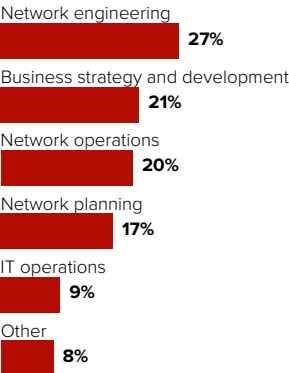 Network engineering
27%
Business strategy and development
21%
Network operations
20%
Network planning
17%
IT operations
9%
Other
8%